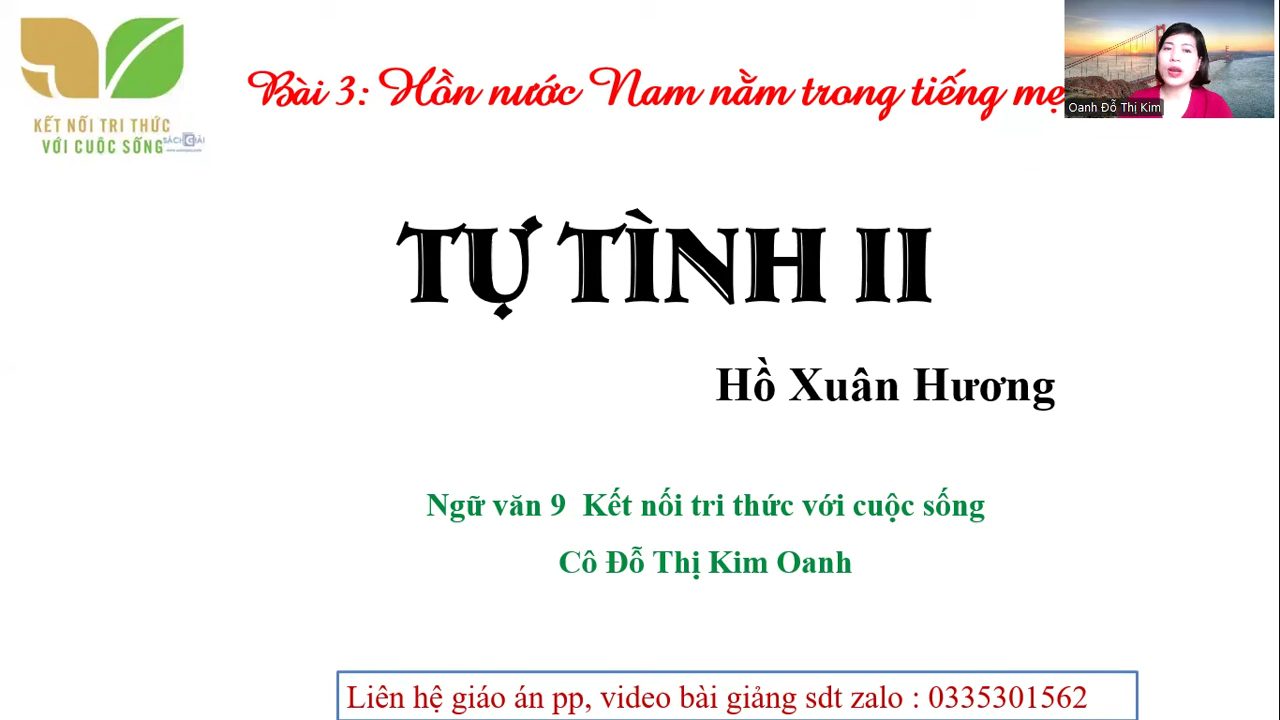 KẾT NỐI TRI THỨC
VỚI CUỘC SỐNG
SÁCH GIẢI
Bài 3: Hồn nước Nam nằm trong tiếng mẹ
Oanh Đỗ Thị Kim
TỰ TÌNH II
Hồ Xuân Hương
Ngữ văn 9 Kết nối tri thức với cuộc sống
Cô Đỗ Thị Kim Oanh
Liên hệ giáo án pp, video bài giảng sdt zalo : 0335301562